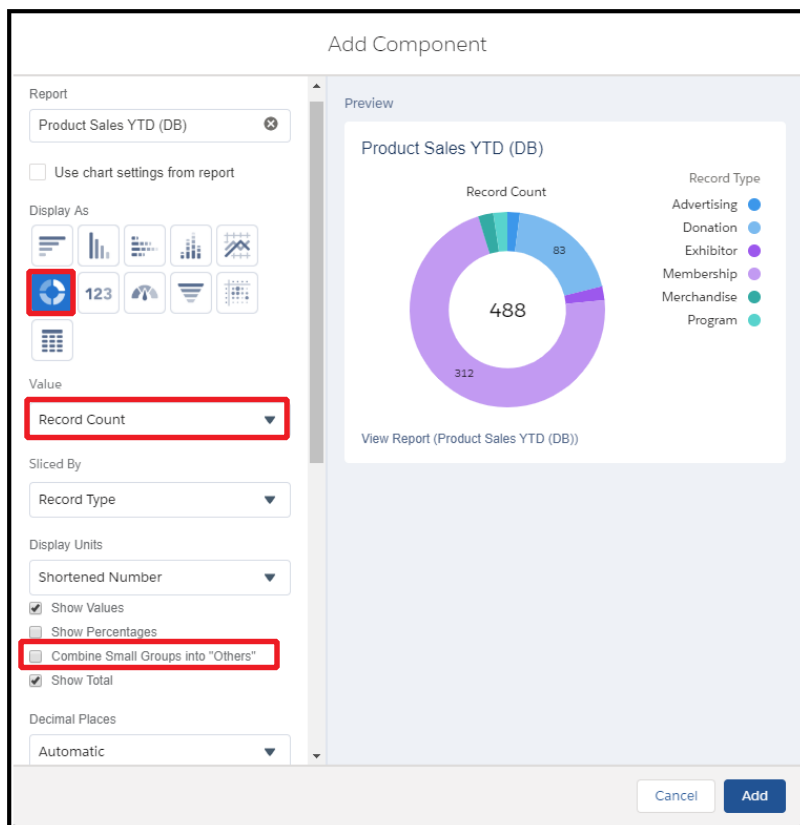 Add Component
Report
Product Sales YTD (DB)
Use chart settings from report
Display As
123
Value
Record Count
Sliced By
Record Type
Display Units
Shortened Number
Show Values
Show Percentages
Combine Small Groups into "Others"
Show Total
Decimal Places
Automatic
Preview
Product Sales YTD (DB)
Record Count
83
488
312
Record Type
Advertising
Donation
Exhibitor
Membership
Merchandise
Program
View Report (Product Sales YTD (DB))
Cancel
Add